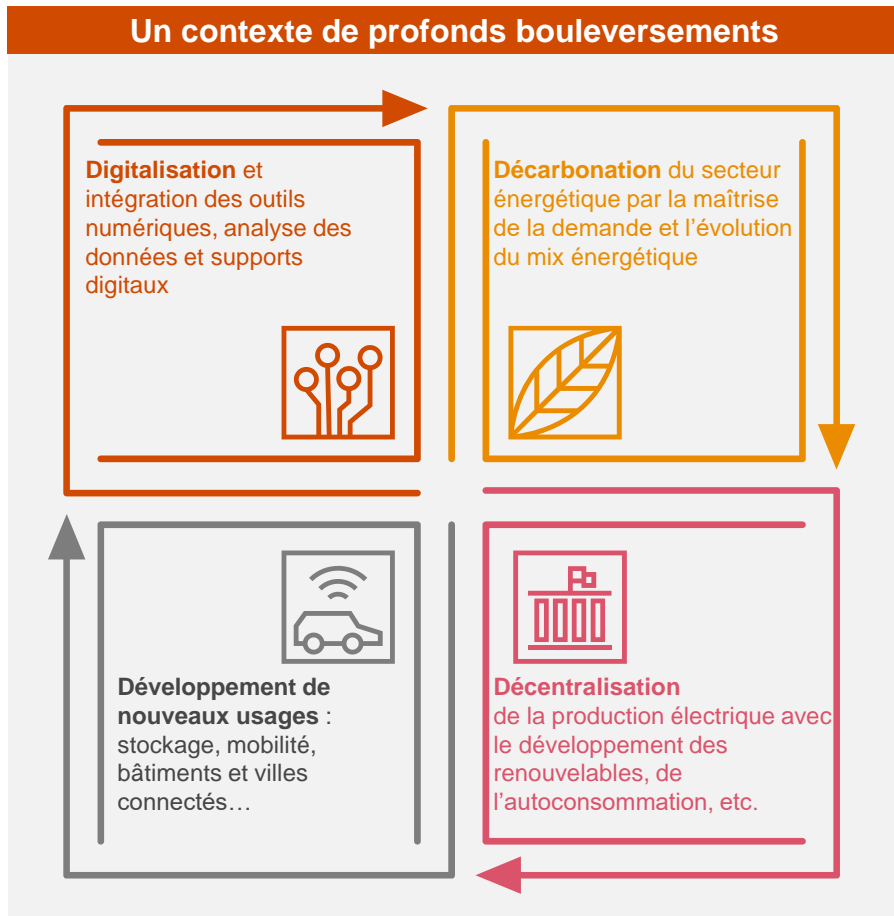 Un contexte de profonds bouleversements
Digitalisation et
intégration des outils
numériques, analyse des
données et supports
digitaux
Décarbonation du secteur
énergétique par la maîtrise
de la demande et l’évolution
du mix énergétique
Développement de
nouveaux usages :
stockage, mobilité,
bâtiments et villes
connectés…
Décentralisation
de la production électrique avec
le développement des
renouvelables, de
l’autoconsommation, etc.